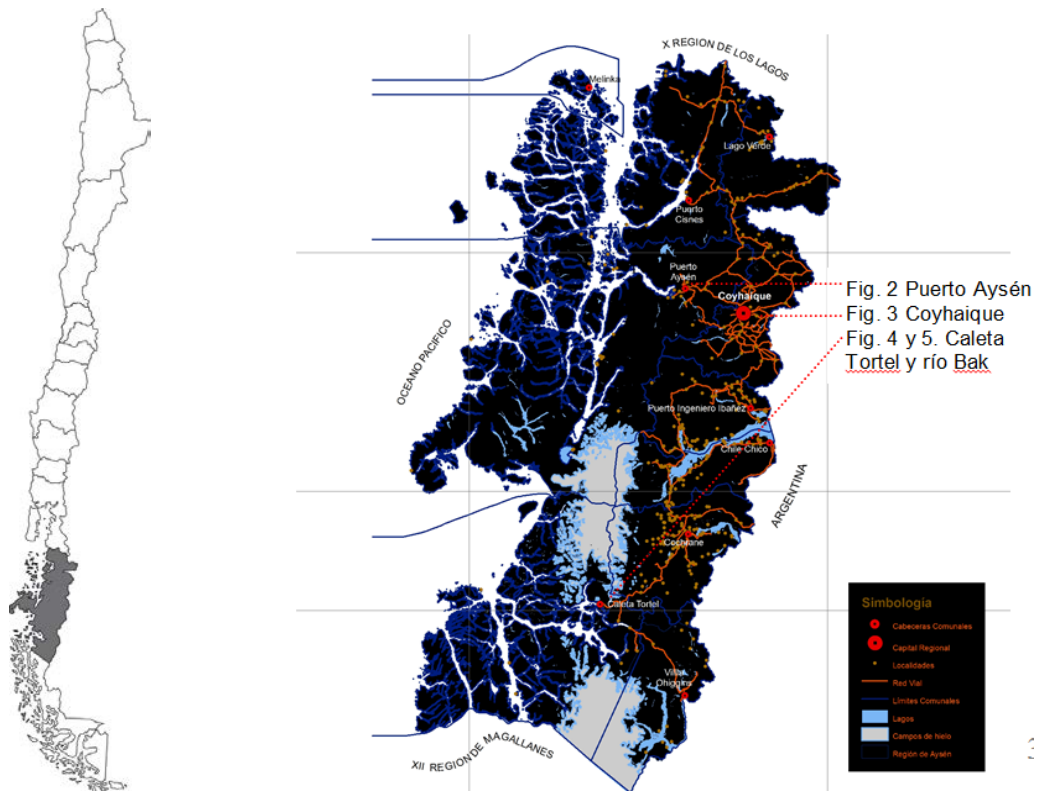 X REGION DE LOS LAGOS
Melinka
Lago Verde
Puerto
Cisnes
Puerto
Aysén
Coyhaique
Fig. 2 Puerto Aysén
Fig. 3 Coyhaique
Fig. 4 y 5. Caleta
Tortel y río Bak
OCEANO PACIFICO
Puerto Ingeniero Ibañez
Chile Chico
ARGENTINA
Cochrane
Caleta Tortel
Villa
Ohiggins
XII REGION DE MAGALLANES
Simbología
Cabeceras Comunales
Capital Regional
Localidades
Red Vial
Límites Comunales
Lagos
Campos de Hielo
Región de Aysén